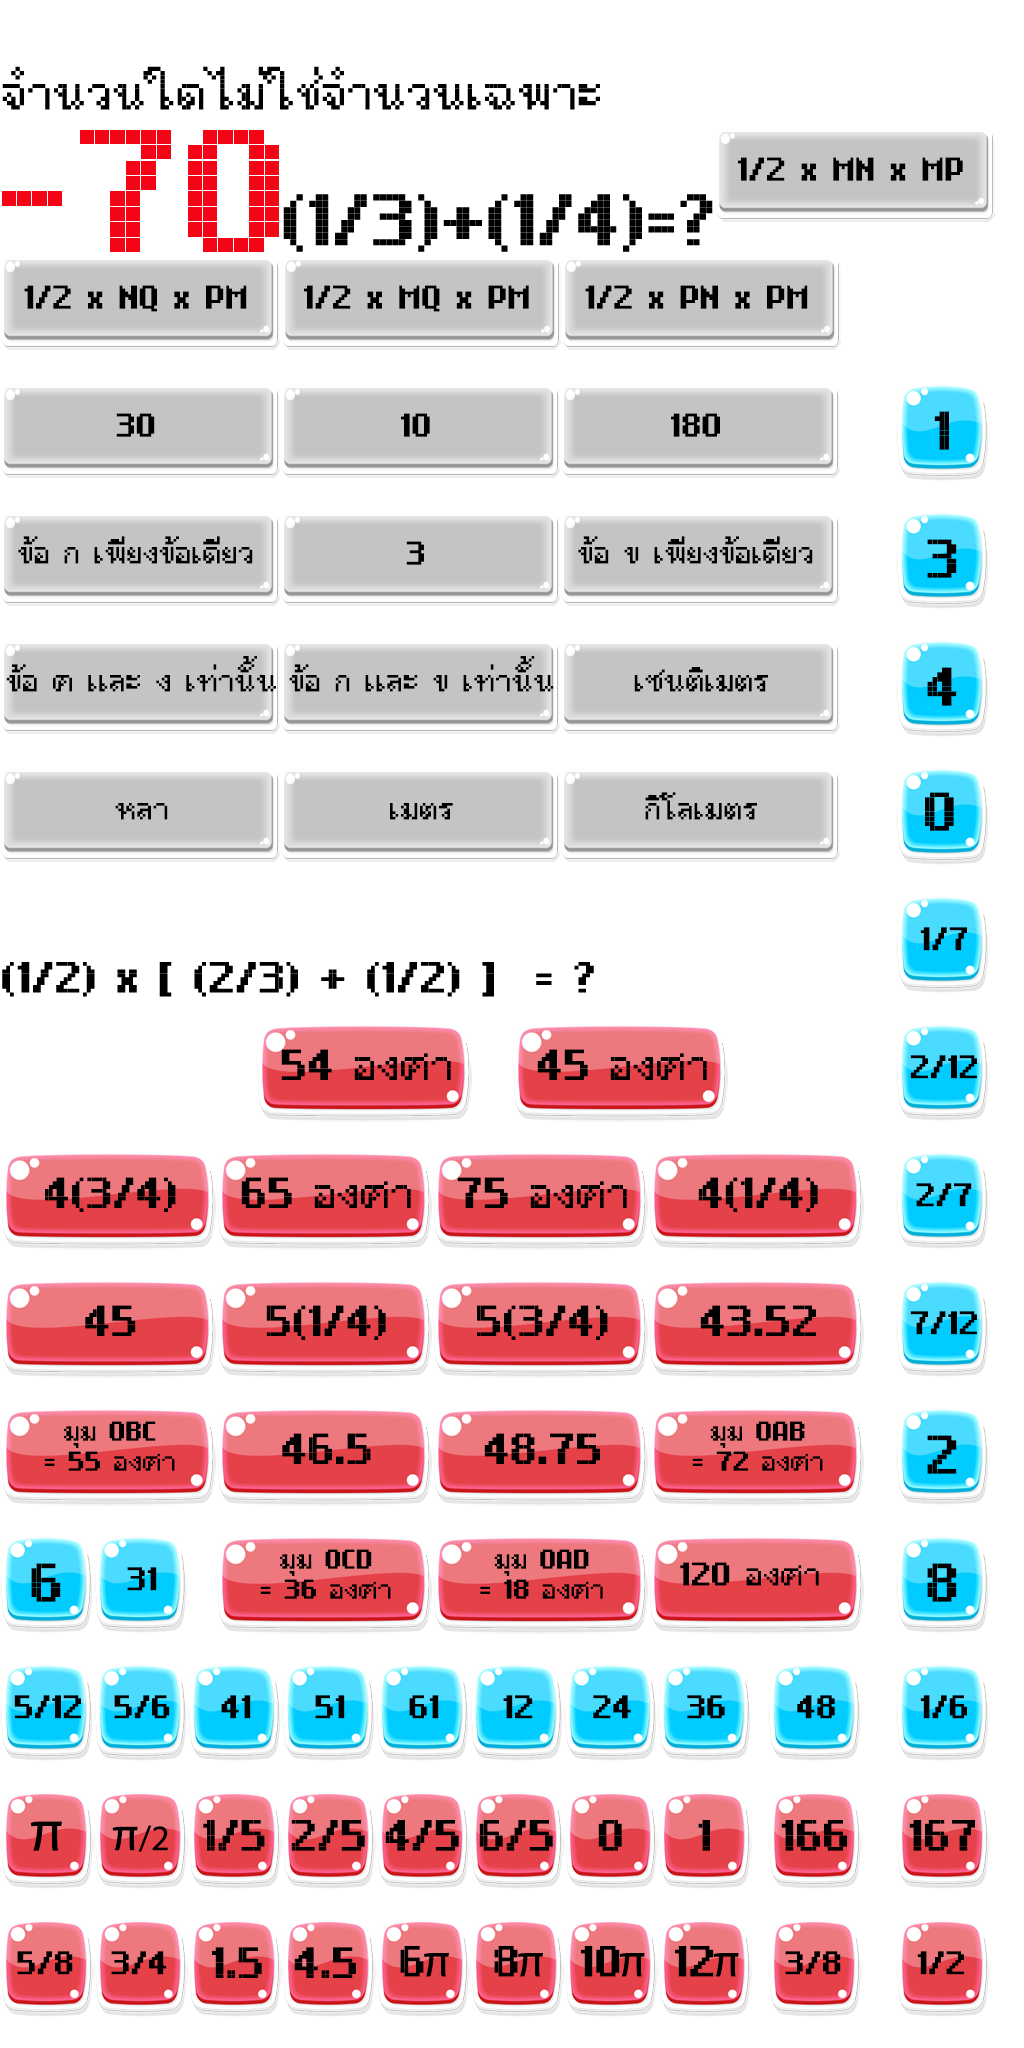 จำนวนใดไม่ใช่จำนวนเฉพาะ
-70
(1/3)+(1/4)=?
1/2 x MN x MP
1/2 x NQ x PM
1/2 x MQ x PM
1/2 x PN x PM
30
10
180
1
ข้อ ก เพียงข้อเดียว
3
ข้อ ข เพียงข้อเดียว
3
ข้อ ค และ ง เท่านั้น
ข้อ ก และ ข เท่านั้น
เซนติเมตร
4
หลา
เมตร
กิโลเมตร
0
1/7
(1/2) x [ (2/3) + (1/2) ] = ?
54 องศา
45 องศา
2/12
4(3/4)
65 องศา
75 องศา
4(1/4)
2/7
45
5(1/4)
5(3/4)
43.52
7/12
มุม OBC
= 55 องศา
46.5
48.75
มุม OAB
= 72 องศา
2
6
31
มุม OCD
= 36 องศา
มุม OAD
= 18 องศา
120 องศา
8
5/12
5/6
41
51
61
12
24
36
48
1/6
π
π/2
1/5
2/5
4/5
6/5
0
1
166
167
5/8
3/4
1.5
4.5
6π
8π
10π
12π
3/8
1/2